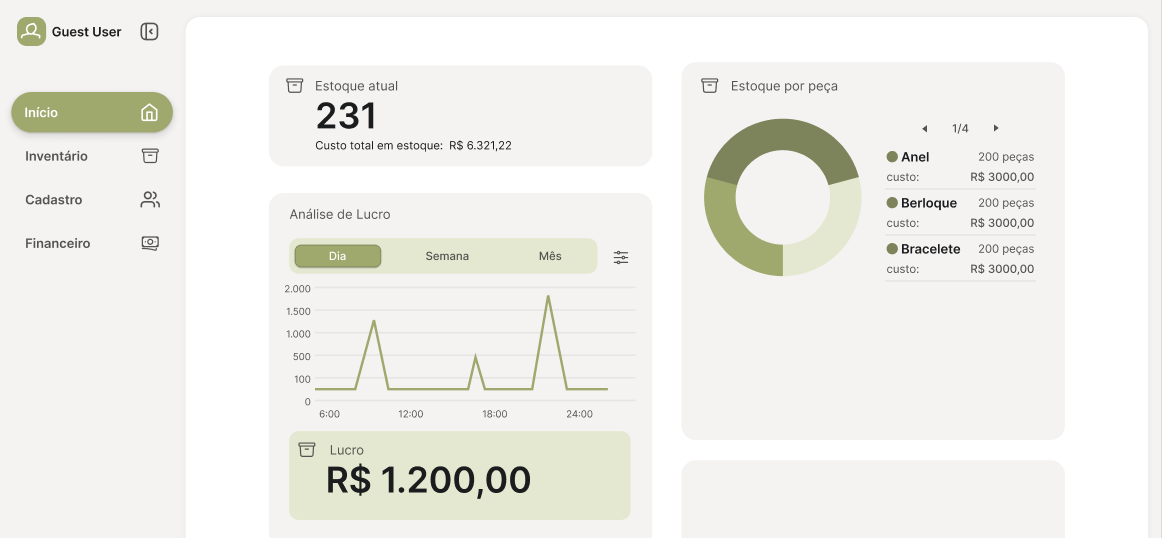 Guest User
Início
Inventário
Cadastro
Financeiro
Estoque atual
231
Custo total em estoque: R$ 6.321,22
Análise de Lucro
Dia Semana Mês
2.000
1.500
1.000
500
100
0
6:00 12:00 18:00 24:00
Lucro
R$ 1.200,00
Estoque por peça
1/4
Anel 200 peças
custo: R$ 3000,00
Berloque 200 peças
custo: R$ 3000,00
Bracelete 200 peças
custo: R$ 3000,00